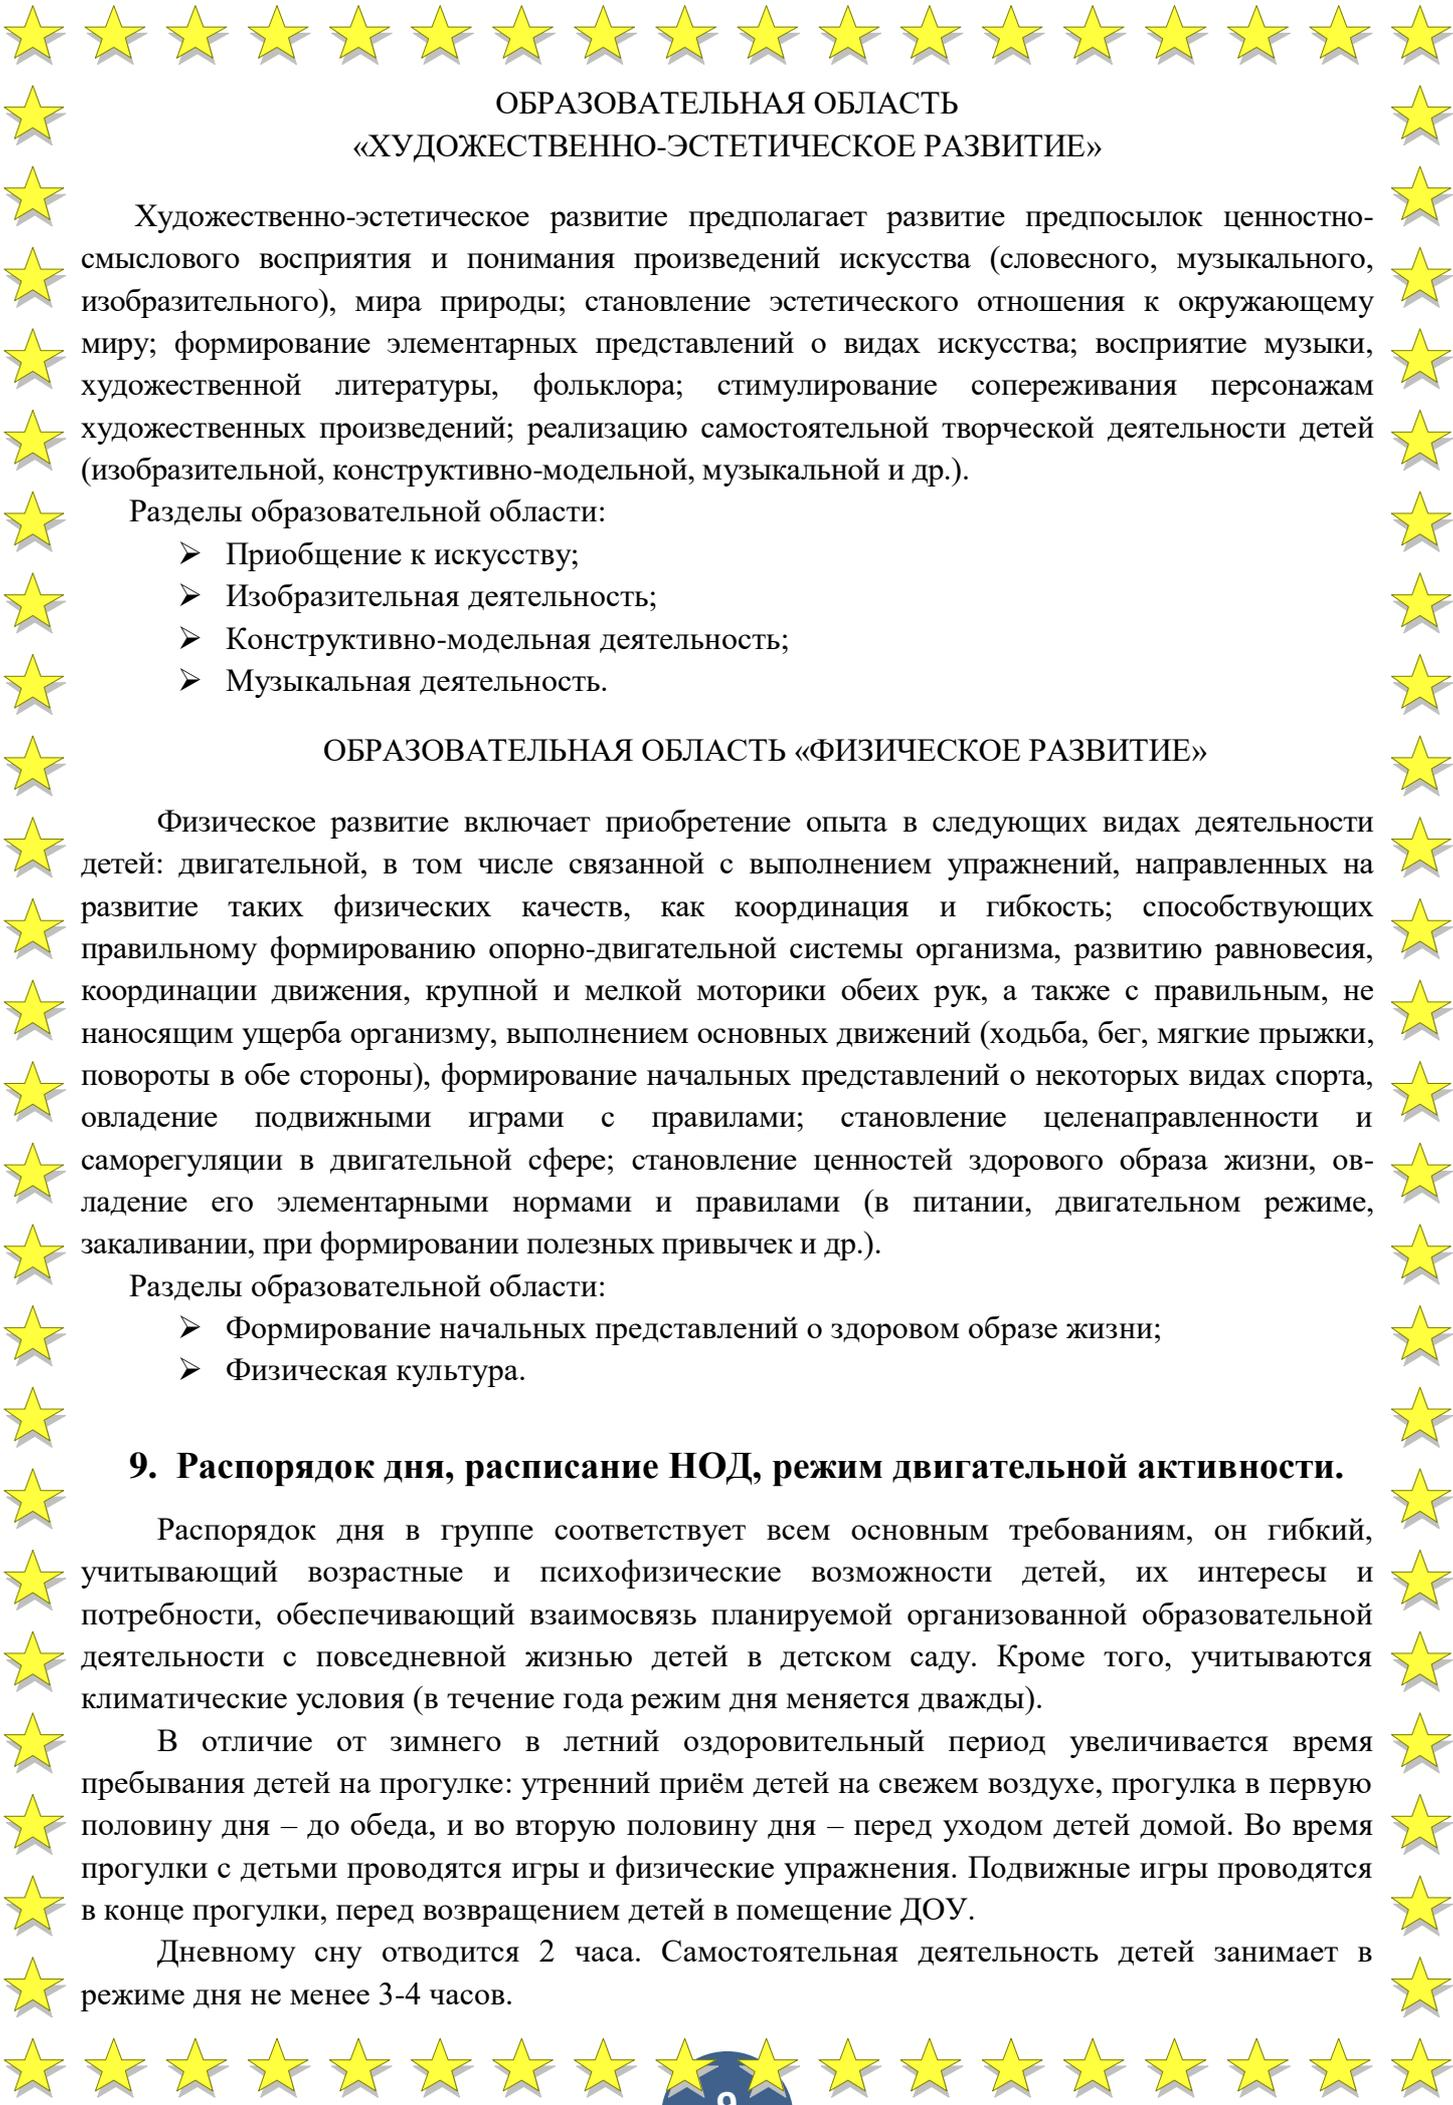 ОБРАЗОВАТЕЛЬНАЯ ОБЛАСТЬ
«ХУДОЖЕСТВЕННО-ЭСТЕТИЧЕСКОЕ РАЗВИТИЕ»
Художественно-эстетическое развитие предполагает развитие предпосылок ценностно-
смыслового восприятия и понимания произведений искусства (словесного, музыкального,
изобразительного), мира природы; становление эстетического отношения к окружающему
миру; формирование элементарных представлений о видах искусства; восприятие музыки,
художественной литературы, фольклора; стимулирование сопереживания персонажам
художественных произведений; реализацию самостоятельной творческой деятельности детей
(изобразительной, конструктивно-модельной, музыкальной и др.).
Разделы образовательной области:
➢ Приобщение к искусству;
➢ Изобразительная деятельность;
➢ Конструктивно-модельная деятельность;
➢ Музыкальная деятельность.
ОБРАЗОВАТЕЛЬНАЯ ОБЛАСТЬ «ФИЗИЧЕСКОЕ РАЗВИТИЕ»
Физическое развитие включает приобретение опыта в следующих видах деятельности
детей: двигательной, в том числе связанной с выполнением упражнений, направленных на
развитие таких физических качеств, как координация и гибкость; способствующих
правильному формированию опорно-двигательной системы организма, развитию равновесия,
координации движения, крупной и мелкой моторики обеих рук, а также с правильным, не
наносящим ущерба организму, выполнением основных движений (ходьба, бег, мягкие прыжки,
повороты в обе стороны), формирование начальных представлений о некоторых видах спорта,
овладение подвижными играми с правилами; становление целенаправленности и
саморегуляции в двигательной сфере; становление ценностей здорового образа жизни, ов-
ладение его элементарными нормами и правилами (в питании, двигательном режиме,
закаливании, при формировании полезных привычек и др.).
Разделы образовательной области:
➢ Формирование начальных представлений о здоровом образе жизни;
➢ Физическая культура.
9. Распорядок дня, расписание НОД, режим двигательной активности.
Распорядок дня в группе соответствует всем основным требованиям, он гибкий,
учитывающий возрастные и психофизические возможности детей, их интересы и
потребности, обеспечивающий взаимосвязь планируемой организованной образовательной
деятельности с повседневной жизнью детей в детском саду. Кроме того, учитываются
климатические условия (в течение года режим дня меняется дважды).
В отличие от зимнего в летний оздоровительный период увеличивается время
пребывания детей на прогулке: утренний приём детей на свежем воздухе, прогулка в первую
половину дня – до обеда, и во вторую половину дня – перед уходом детей домой. Во время
прогулки с детьми проводятся игры и физические упражнения. Подвижные игры проводятся
в конце прогулки, перед возвращением детей в помещение ДОУ.
Дневному сну отводится 2 часа. Самостоятельная деятельность детей занимает в
режиме дня не менее 3-4 часов.
9